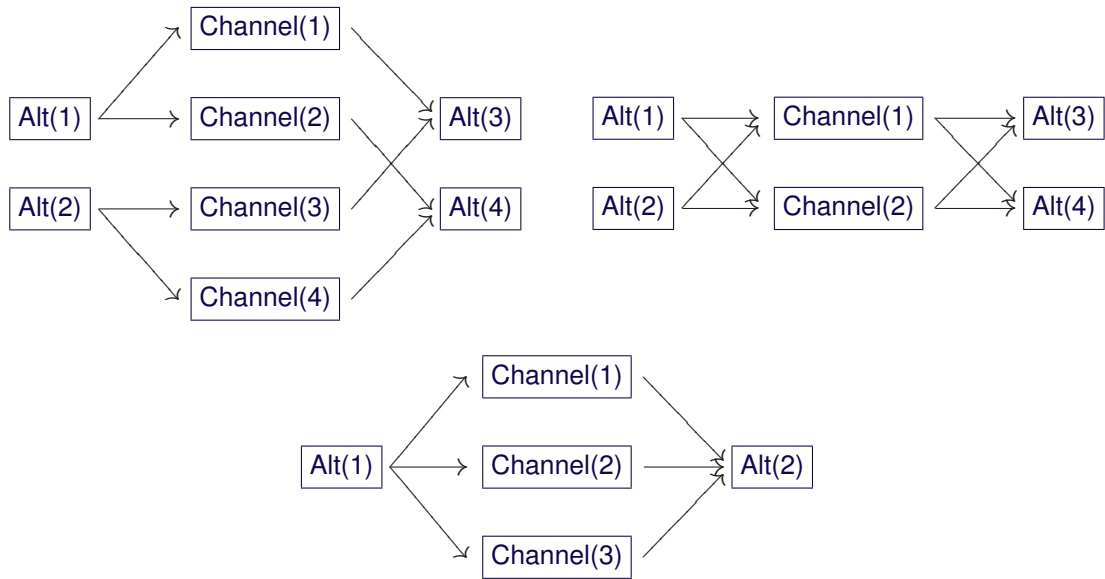 Channel(1)
Alt(1)
Channel(2)
Alt(3)
Alt(2)
Channel(3)
Alt(4)
Channel(4)
Alt(1)
Channel(1)
Alt(3)
Alt(2)
Channel(2)
Alt(4)
Channel(1)
Alt(1)
Channel(2)
Alt(2)
Channel(3)